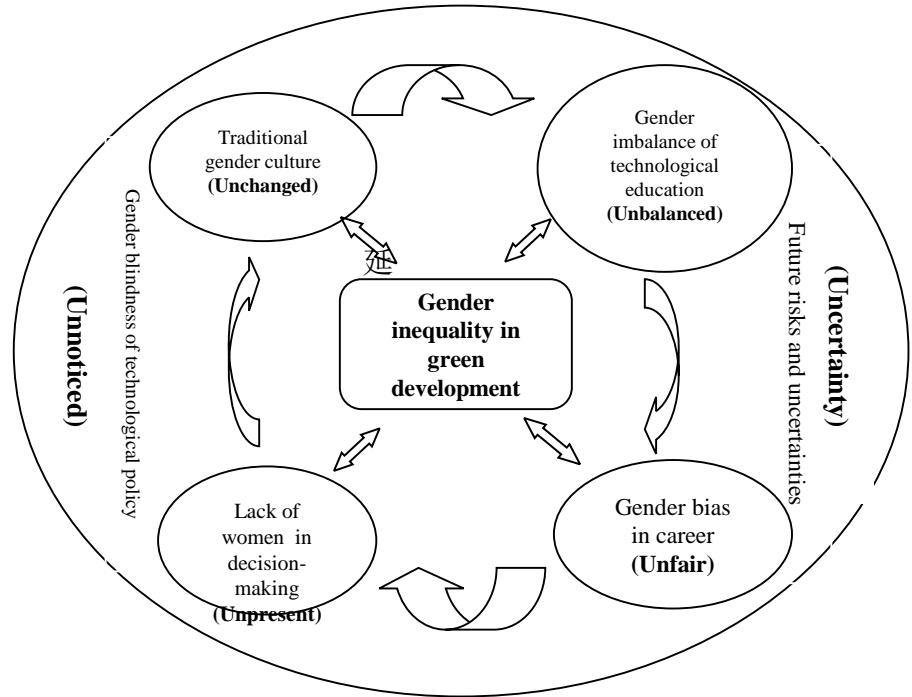 Traditional
gender culture
(Unchanged)
Gender
imbalance of
technological
education
(Unbalanced)
延
Gender
inequality in
green
development
(Unnoticed)
Gender blindness of technological policy
Future risks and uncertainties
(Uncertainty)
Lack of
women in
decision-
making
(Unpresent)
Gender bias
in career
(Unfair)